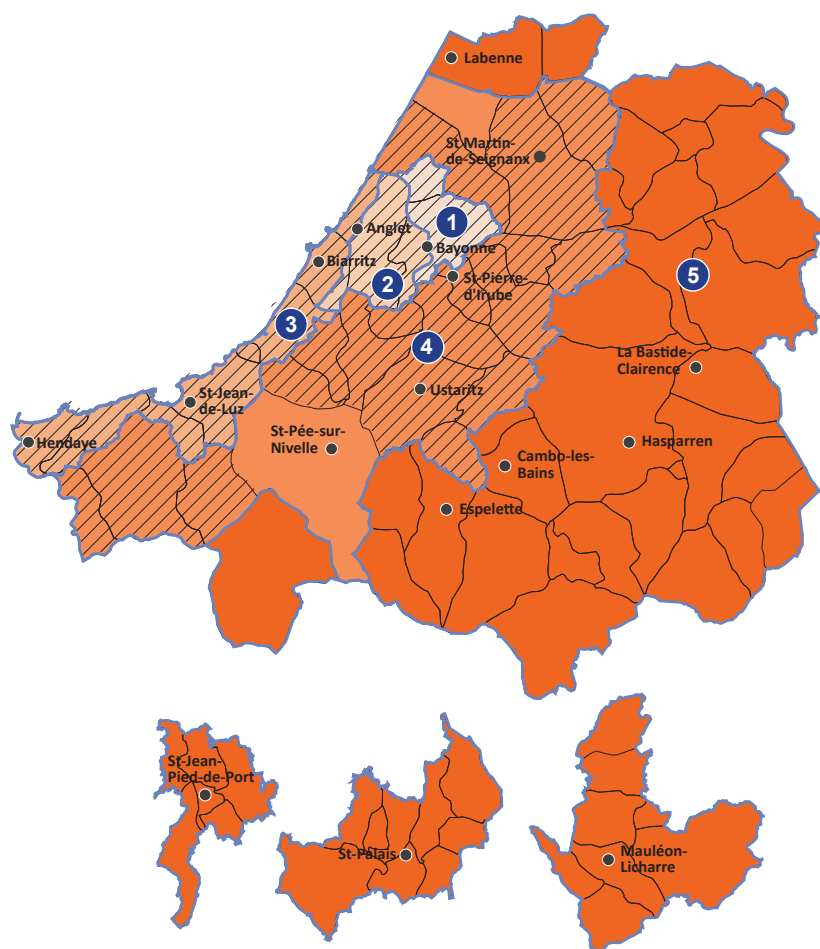 Labenne
St Martin-
de-Seignanx
1
Anglet
Bayonne
Biarritz
St-Pierre-
d'Irube
2
5
3
4
La Bastide-
Clairence
Ustaritz
St-Jean-
de-Luz
Hendaye
St-Pée-sur-
Nivelle
Hasparren
Cambo-les-
Bains
Espelette
St-Jean-
Pied-de-Port
St-Palais
Mauléon-
Licharre